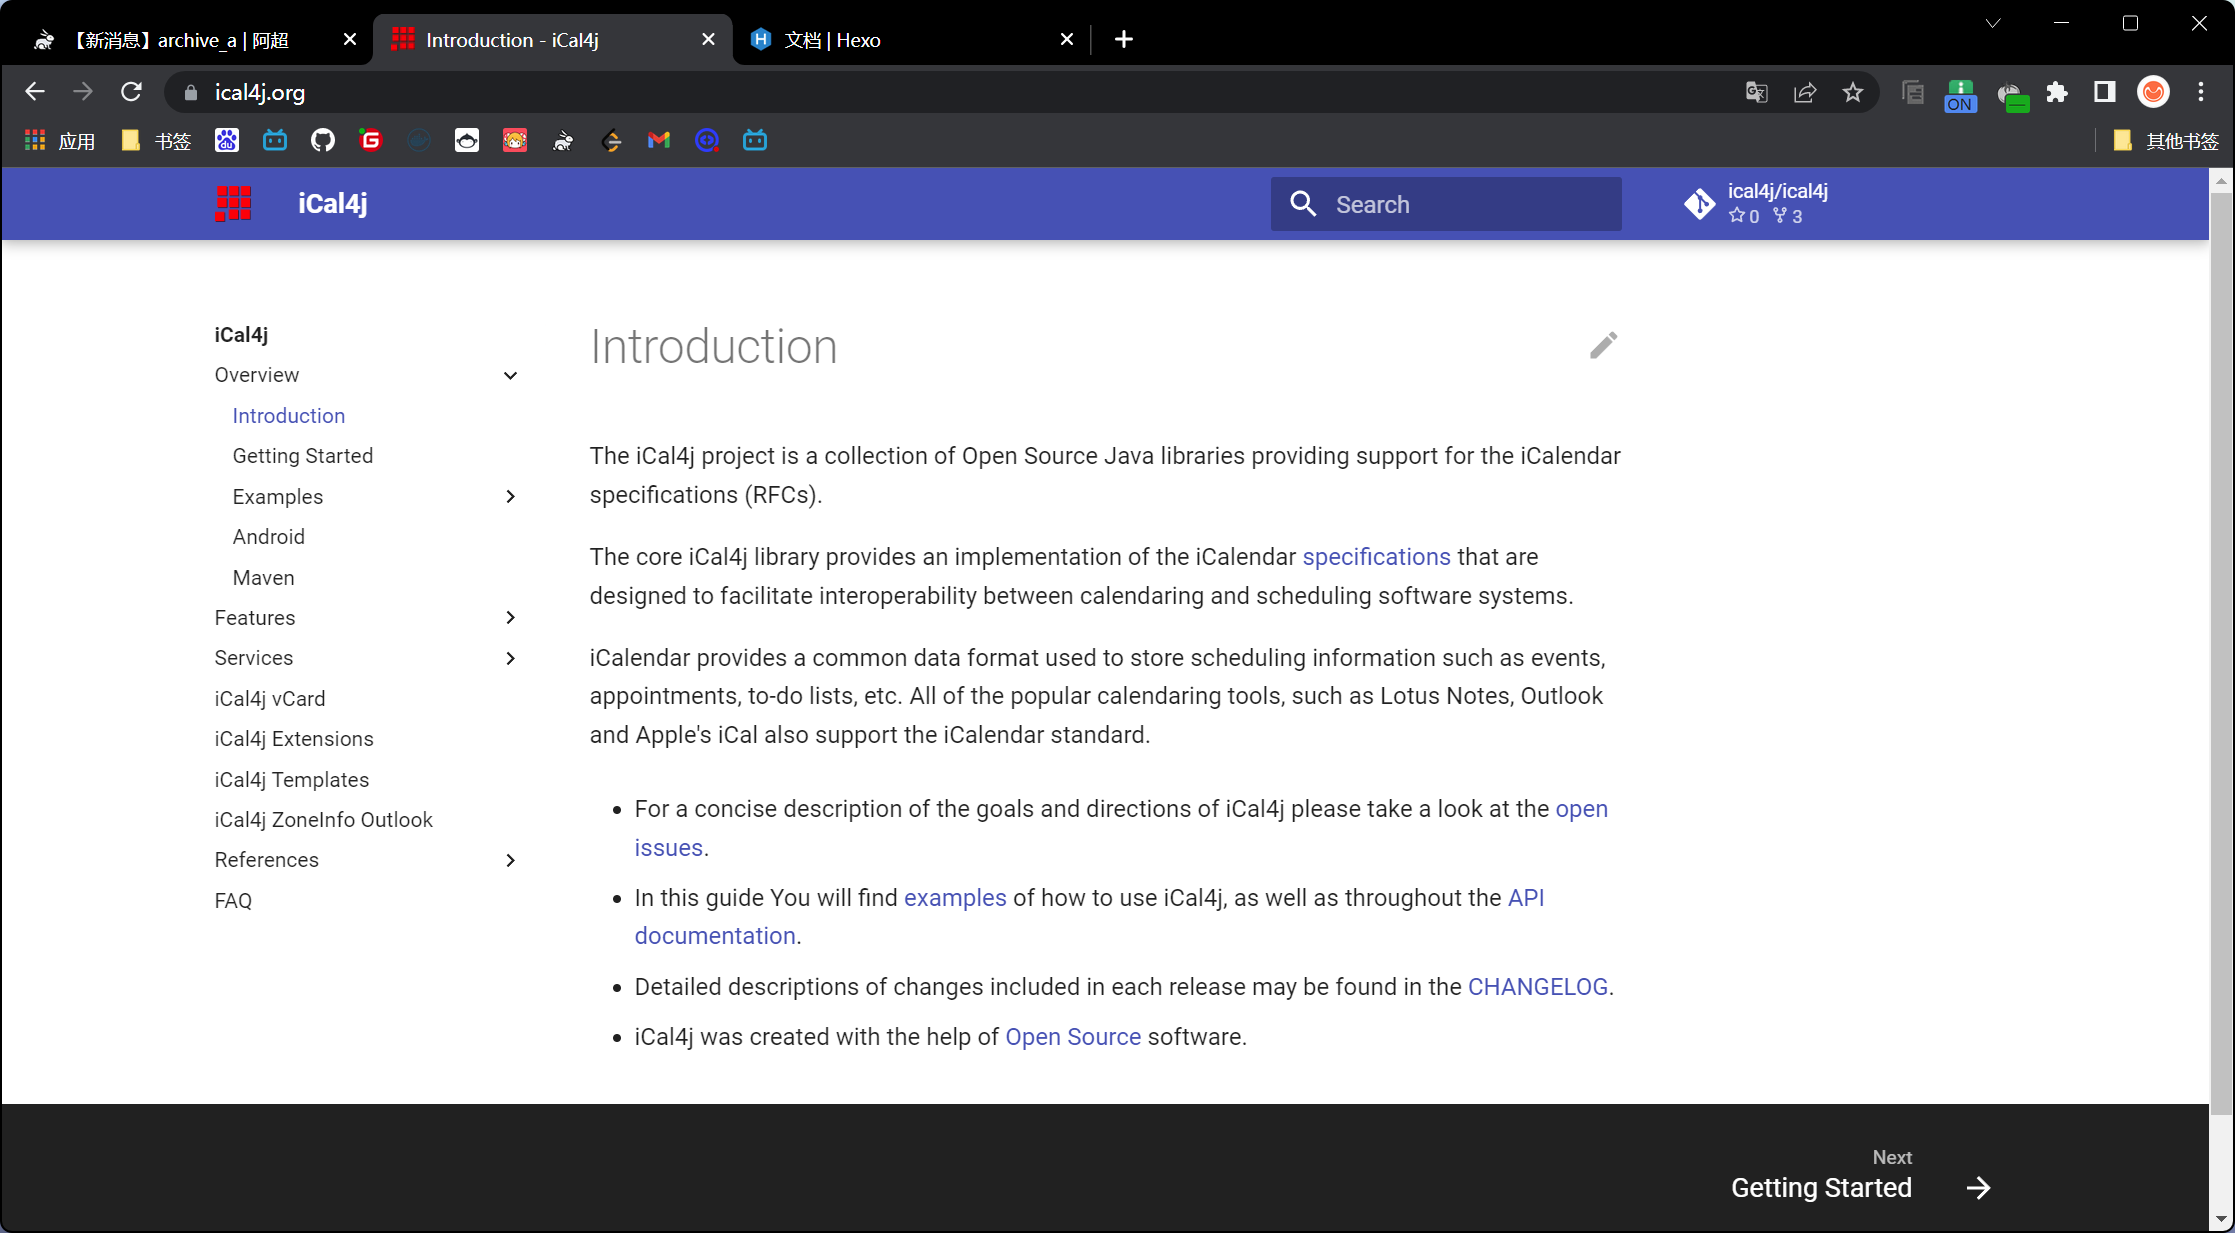 【新消息】archive_a | 阿超
Introduction - iCal4j
文档 | Hexo
ical4j.org
ON
应用
书签
du
其他书签
iCal4j
Search
ical4j/ical4j
0 3
iCal4j
Overview
Introduction
Getting Started
Examples
Android
Maven
Features
Services
iCal4j vCard
iCal4j Extensions
iCal4j Templates
iCal4j ZoneInfo Outlook
References
FAQ
Introduction
The iCal4j project is a collection of Open Source Java libraries providing support for the iCalendar
specifications (RFCs).
The core iCal4j library provides an implementation of the iCalendar specifications that are
designed to facilitate interoperability between calendaring and scheduling software systems.
iCalendar provides a common data format used to store scheduling information such as events,
appointments, to-do lists, etc. All of the popular calendaring tools, such as Lotus Notes, Outlook
and Apple's iCal also support the iCalendar standard.
• For a concise description of the goals and directions of iCal4j please take a look at the open
issues.
• In this guide You will find examples of how to use iCal4j, as well as throughout the API
documentation.
• Detailed descriptions of changes included in each release may be found in the CHANGELOG.
• iCal4j was created with the help of Open Source software.
Next
Getting Started